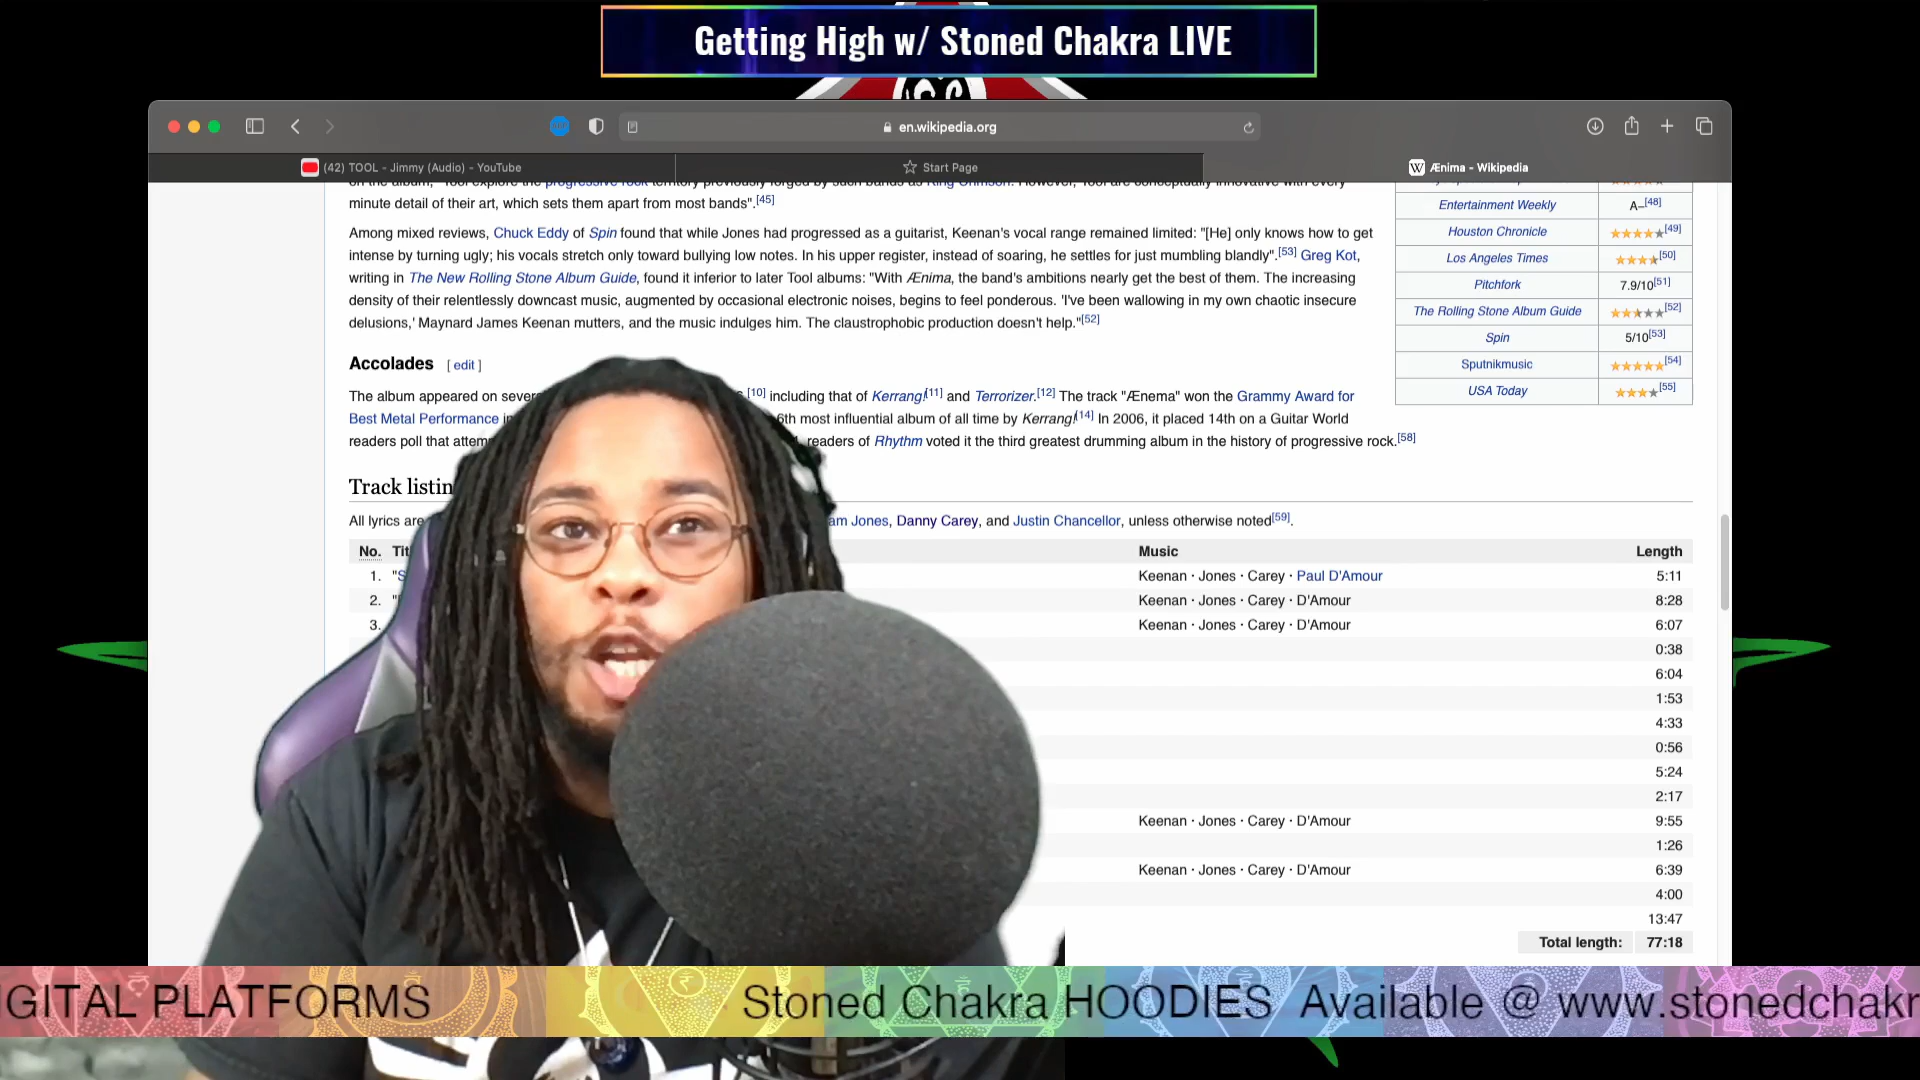 Getting High w/ Stoned Chakra LIVE
en.wikipedia.org
(42) TOOL - Jimmy (Audio) - YouTube
Start Page
W Ænima - Wikipedia
minute detail of their art, which sets them apart from most bands".[45]
Among mixed reviews, Chuck Eddy of Spin found that while Jones had progressed as a guitarist, Keenan's vocal range remained limited: "[He] only knows how to get
intense by turning ugly; his vocals stretch only toward bullying low notes. In his upper register, instead of soaring, he settles for just mumbling blandly".[53] Greg Kot,
writing in The New Rolling Stone Album Guide, found it inferior to later Tool albums: "With Ænima, the band's ambitions nearly get the best of them. The increasing
density of their relentlessly downcast music, augmented by occasional electronic noises, begins to feel ponderous. 'I've been wallowing in my own chaotic insecure
delusions,' Maynard James Keenan mutters, and the music indulges him. The claustrophobic production doesn't help."[52]
Entertainment Weekly A–[48]
Houston Chronicle ★★★★★[49]
Los Angeles Times ★★★★[50]
Pitchfork 7.9/10[51]
The Rolling Stone Album Guide ★★★★★[52]
Spin 5/10[53]
Sputnikmusic ★★★★★[54]
USA Today ★★★★[55]
Accolades [ edit ]
The album appeared on several [10] including that of Kerrang![11] and Terrorizer.[12] The track "Ænema" won the Grammy Award for
Best Metal Performance in 6th most influential album of all time by Kerrang![14] In 2006, it placed 14th on a Guitar World
readers poll that readers of Rhythm voted it the third greatest drumming album in the history of progressive rock.[58]
Track listin
All lyrics are am Jones, Danny Carey, and Justin Chancellor, unless otherwise noted[59].
No. Tit Music Length
1. "S Keenan · Jones · Carey · Paul D'Amour 5:11
2. Keenan · Jones · Carey · D'Amour 8:28
3. Keenan · Jones · Carey · D'Amour 6:07
0:38
6:04
1:53
4:33
0:56
5:24
2:17
Keenan · Jones · Carey · D'Amour 9:55
1:26
Keenan · Jones · Carey · D'Amour 6:39
4:00
13:47
Total length: 77:18
IGITAL PLATFORMS Stoned Chakra HOODIES Available @ www.stonedchakr